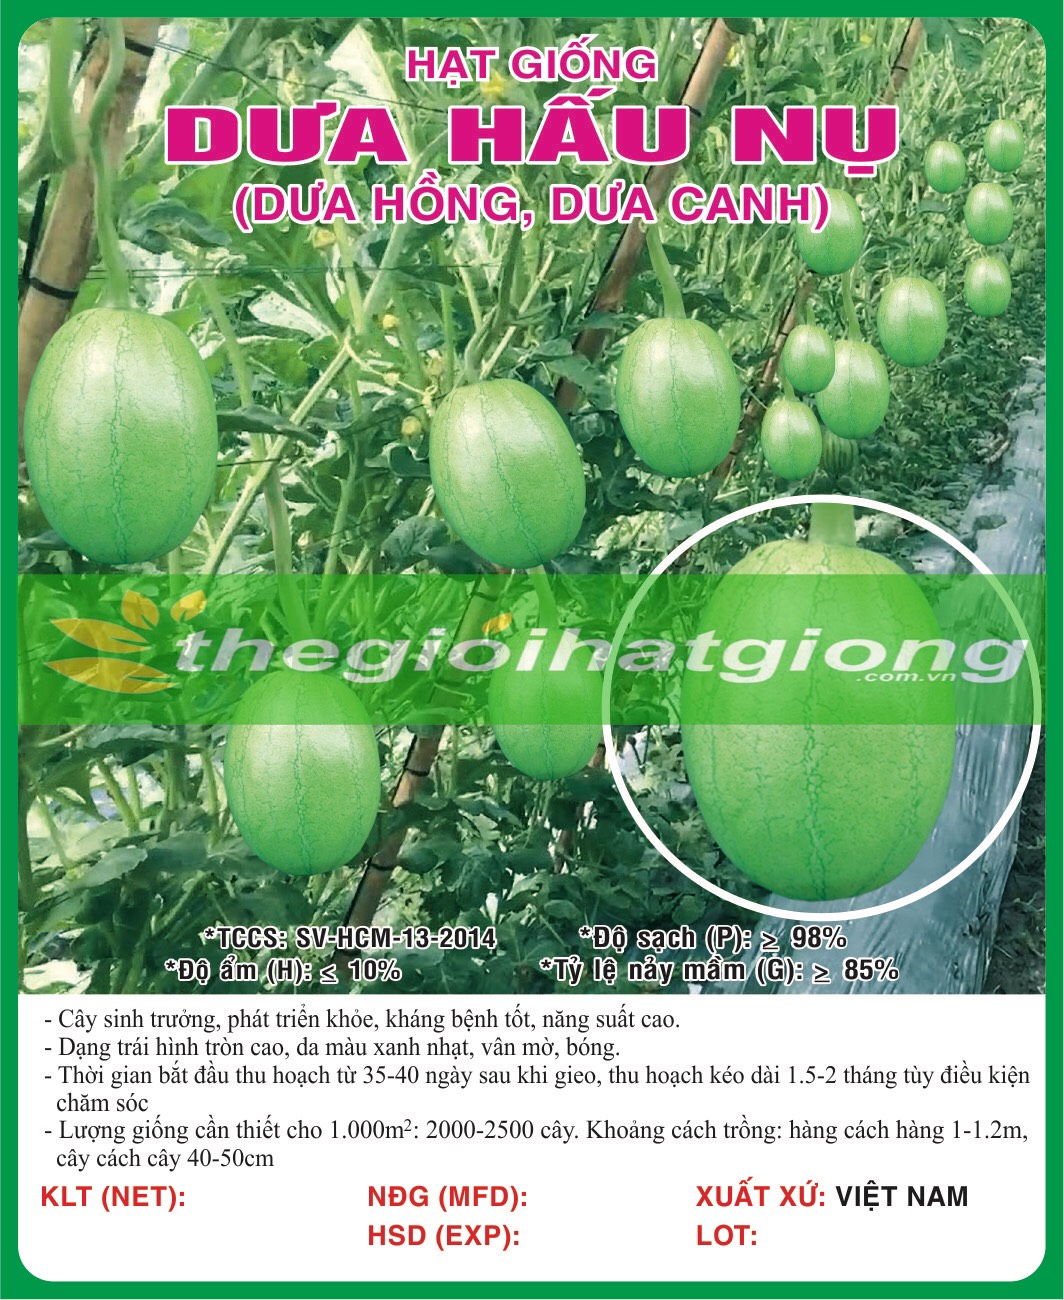 HẠT GIỐNG
DƯA HẤU NỤ
(DƯA HỒNG, DƯA CANH)
thegioihatgiong
.com.vn
*TCCS: SV-HCM-13-2014 *Độ sạch (P): ≥ 98%
*Độ ẩm (H): ≤ 10% *Tỷ lệ nảy mầm (G): ≥ 85%
- Cây sinh trưởng, phát triển khỏe, kháng bệnh tốt, năng suất cao.
- Dạng trái hình tròn cao, da màu xanh nhạt, vân mờ, bóng.
- Thời gian bắt đầu thu hoạch từ 35-40 ngày sau khi gieo, thu hoạch kéo dài 1.5-2 tháng tùy điều kiện
chăm sóc
- Lượng giống cần thiết cho 1.000m²: 2000-2500 cây. Khoảng cách trồng: hàng cách hàng 1-1.2m,
cây cách cây 40-50cm
KLT (NET): NĐG (MFD): XUẤT XỨ: VIỆT NAM
HSD (EXP): LOT: